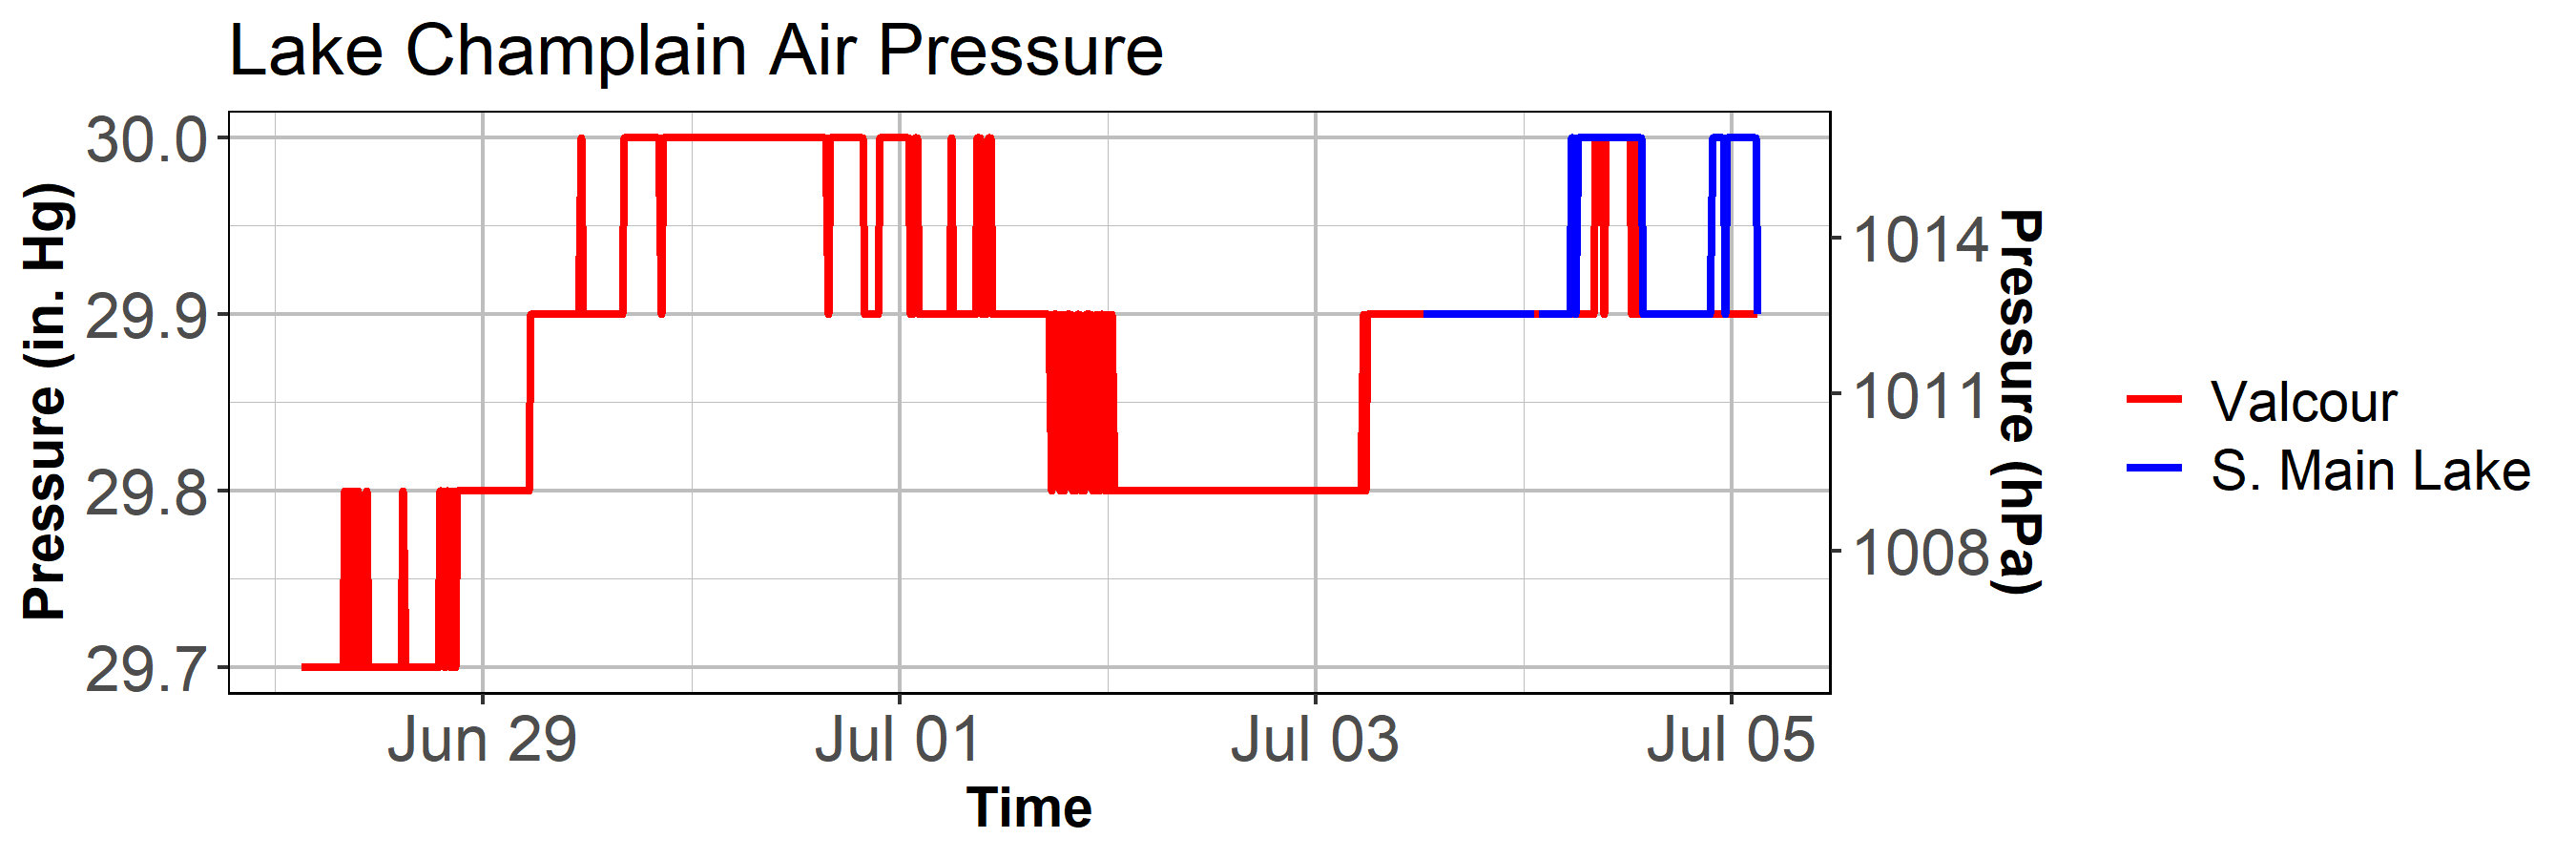 Lake Champlain Air Pressure
Pressure (in. Hg)
30.0
29.9
29.8
29.7
1014
1011
1008
Pressure (hPa)
Valcour
S. Main Lake
Jun 29
Jul 01
Jul 03
Jul 05
Time